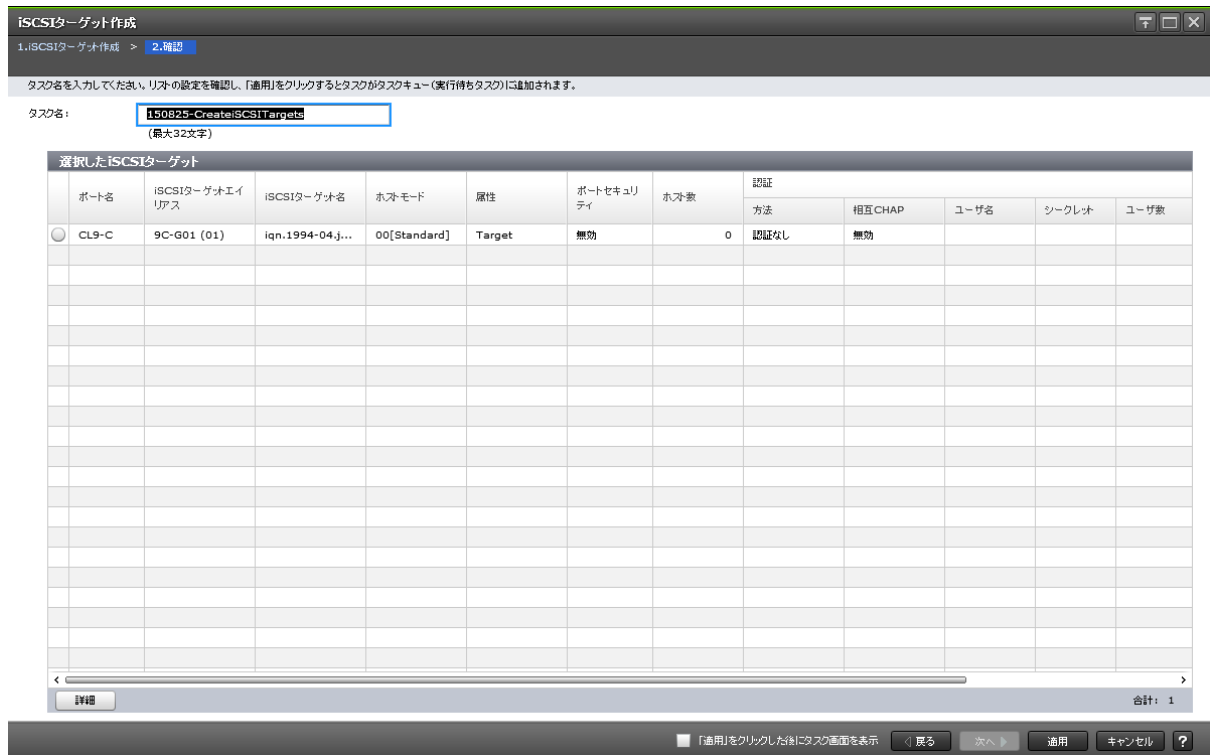 iSCSIターゲット作成
1.iSCSIターゲット作成 > 2.確認
タスク名を入力してください。リストの設定を確認し、「適用」をクリックするとタスクがタスクキュー(実行待ちタスク)に追加されます。
タスク名: 150825-CreateiSCSITargets
(最大32文字)
選択したiSCSIターゲット
ポート名 iSCSIターゲットエイリアス iSCSIターゲット名 ホストモード 属性 ポートセキュリティ ホスト数 認証
方法 相互CHAP ユーザ名 シークレット ユーザ数
CL9-C 9C-G01 (01) iqn.1994-04.j... 00[Standard] Target 無効 0 認証なし 無効
詳細 合計: 1
「適用」をクリックした後にタスク画面を表示 戻る 次へ 適用 キャンセル ?